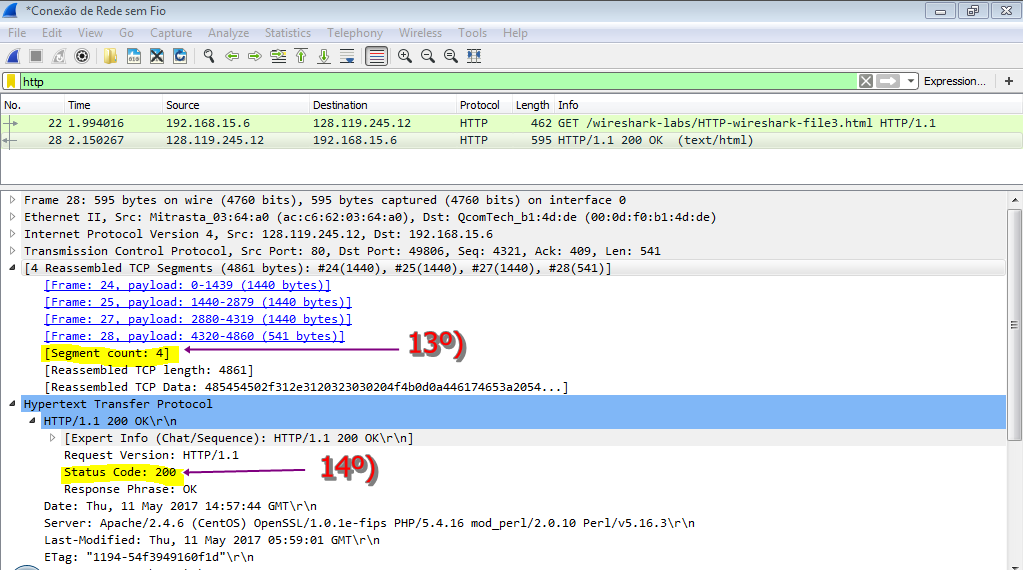 *Conexão de Rede sem Fio
File Edit View Go Capture Analyze Statistics Telephony Wireless Tools Help
http Expression... +
No. Time Source Destination Protocol Length Info
22 1.994016 192.168.15.6 128.119.245.12 HTTP 462 GET /wireshark-labs/HTTP-wireshark-file3.html HTTP/1.1
28 2.150267 128.119.245.12 192.168.15.6 HTTP 595 HTTP/1.1 200 OK (text/html)
Frame 28: 595 bytes on wire (4760 bits), 595 bytes captured (4760 bits) on interface 0
Ethernet II, Src: Mitrasta_03:64:a0 (ac:c6:62:03:64:a0), Dst: QcomTech_b1:4d:de (00:0d:f0:b1:4d:de)
Internet Protocol Version 4, Src: 128.119.245.12, Dst: 192.168.15.6
Transmission Control Protocol, Src Port: 80, Dst Port: 49806, Seq: 4321, Ack: 409, Len: 541
[4 Reassembled TCP Segments (4861 bytes): #24(1440), #25(1440), #27(1440), #28(541)]
[Frame: 24, payload: 0-1439 (1440 bytes)]
[Frame: 25, payload: 1440-2879 (1440 bytes)]
[Frame: 27, payload: 2880-4319 (1440 bytes)]
[Frame: 28, payload: 4320-4860 (541 bytes)]
[Segment count: 4] 13º)
[Reassembled TCP length: 4861]
[Reassembled TCP Data: 485454502f312e3120323030204f4b0d0a446174653a2054...]
Hypertext Transfer Protocol
HTTP/1.1 200 OK\r\n
[Expert Info (Chat/Sequence): HTTP/1.1 200 OK\r\n]
Request Version: HTTP/1.1
Status Code: 200 14º)
Response Phrase: OK
Date: Thu, 11 May 2017 14:57:44 GMT\r\n
Server: Apache/2.4.6 (CentOS) OpenSSL/1.0.1e-fips PHP/5.4.16 mod_perl/2.0.10 Perl/v5.16.3\r\n
Last-Modified: Thu, 11 May 2017 05:59:01 GMT\r\n
ETag: "1194-54f3949160f1d"\r\n